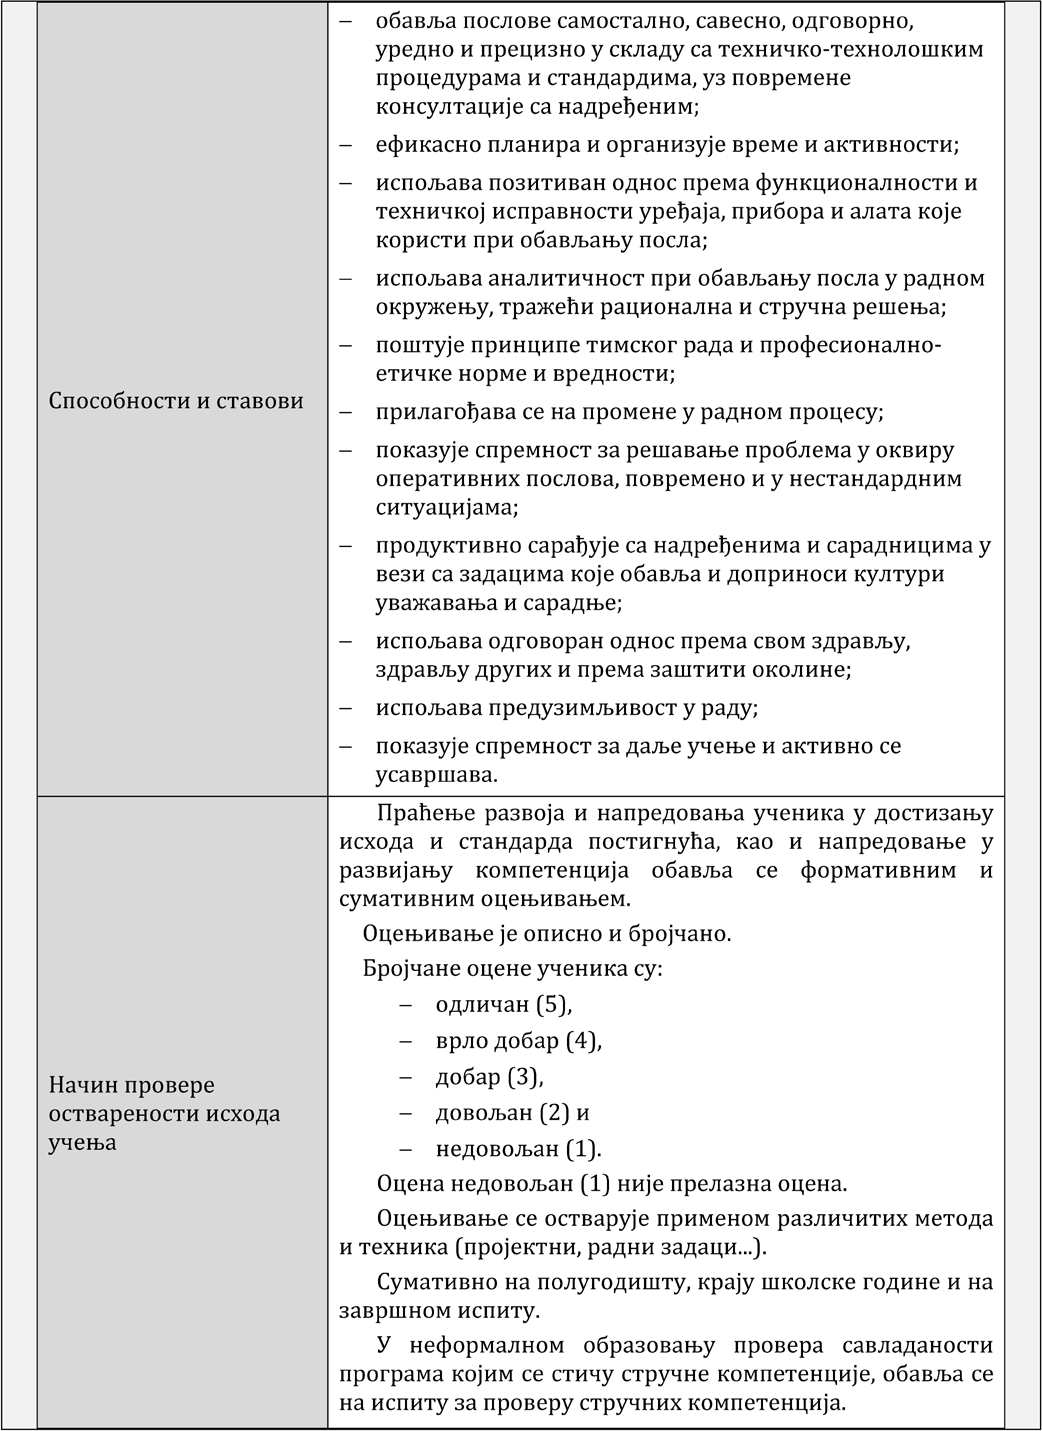 Способности и ставови
– обавља послове самостално, савесно, одговорно,
уредно и прецизно у складу са техничко-технолошким
процедурама и стандардима, уз повремене
консултације са надређеним;
– ефикасно планира и организује време и активности;
– испољава позитиван однос према функционалности и
техничкој исправности уређаја, прибора и алата које
користи при обављању посла;
– испољава аналитичност при обављању посла у радном
окружењу, тражећи рационална и стручна решења;
– поштује принципе тимског рада и професионално-
етичке норме и вредности;
– прилагођава се на промене у радном процесу;
– показује спремност за решавање проблема у оквиру
оперативних послова, повремено и у нестандардним
ситуацијама;
– продуктивно сарађује са надређенима и сарадницима у
вези са задацима које обавља и доприноси култури
уважавања и сарадње;
– испољава одговоран однос према свом здрављу,
здрављу других и према заштити околине;
– испољава предузимљивост у раду;
– показује спремност за даље учење и активно се
усавршава.
Начин провере
остварености исхода
учења
Праћење развоја и напредовања ученика у достизању
исхода и стандарда постигнућа, као и напредовање у
развијању компетенција обавља се формативним и
сумативним оцењивањем.
Оцењивање је описно и бројчано.
Бројчане оцене ученика су:
– одличан (5),
– врло добар (4),
– добар (3),
– довољан (2) и
– недовољан (1).
Оцена недовољан (1) није прелазна оцена.
Оцењивање се остварује применом различитих метода
и техника (пројектни, радни задаци...).
Сумативно на полугодишту, крају школске године и на
завршном испиту.
У неформалном образовању провера савладаности
програма којим се стичу стручне компетенције, обавља се
на испиту за проверу стручних компетенција.